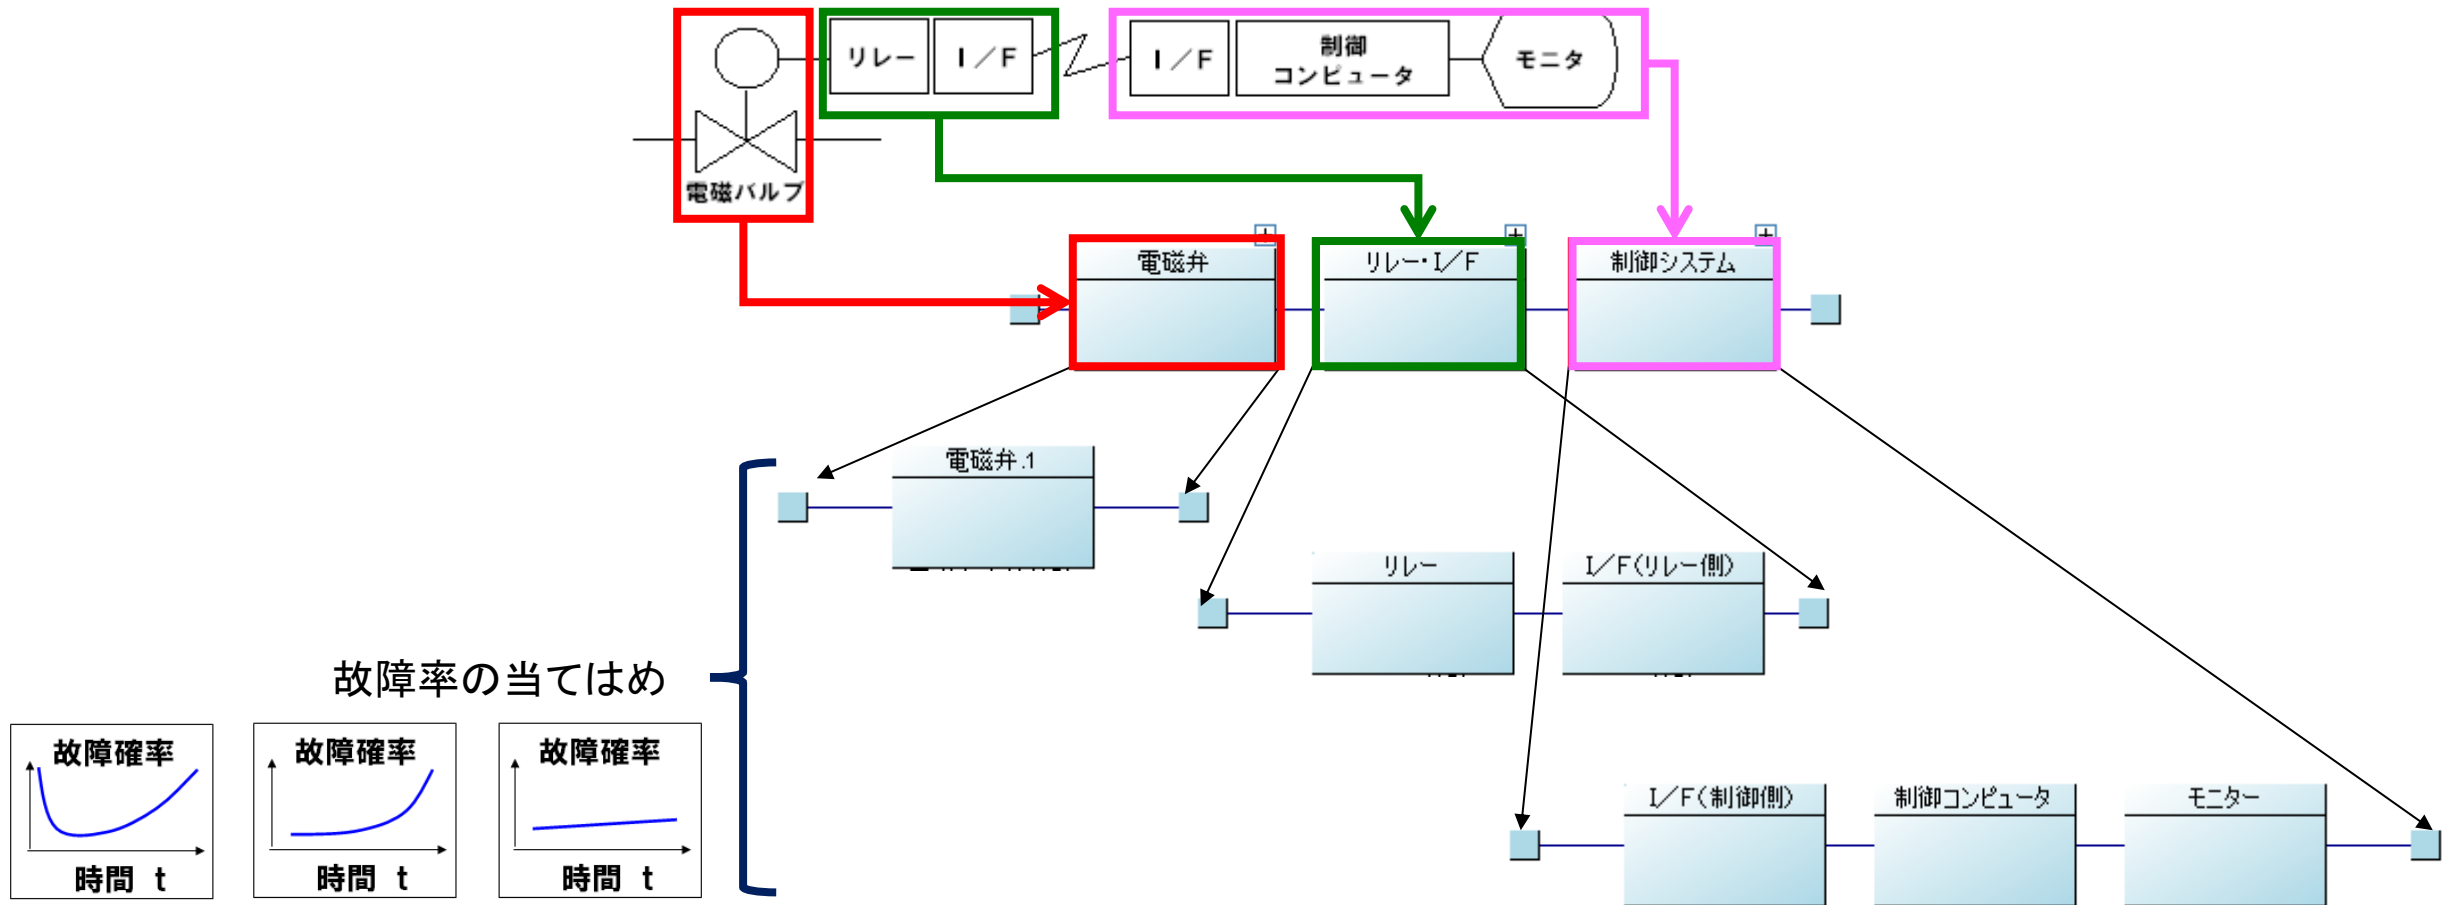 リレー
I／F
I／F
制御
コンピュータ
モニタ
電磁バルブ
電磁弁
リレー・I／F
制御システム
電磁弁.1
リレー
I／F(リレー側)
故障率の当てはめ
故障確率
時間 t
故障確率
時間 t
故障確率
時間 t
I／F(制御側)
制御コンピュータ
モニター